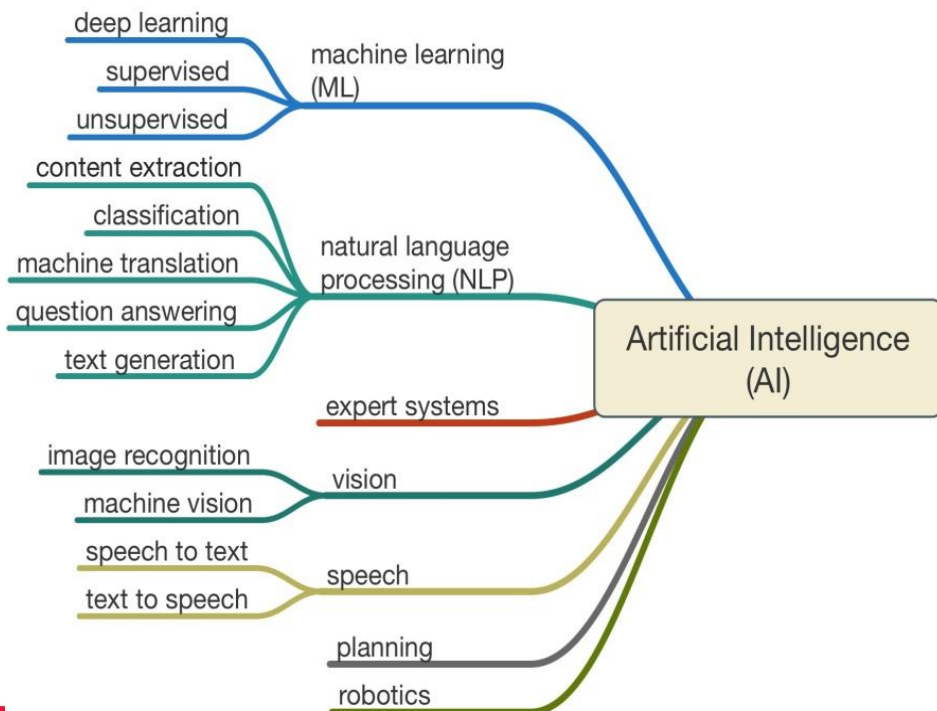 deep learning
supervised
unsupervised
machine learning
(ML)
content extraction
classification
machine translation
question answering
text generation
natural language
processing (NLP)
expert systems
image recognition
machine vision
vision
speech to text
text to speech
speech
planning
robotics
Artificial Intelligence
(AI)